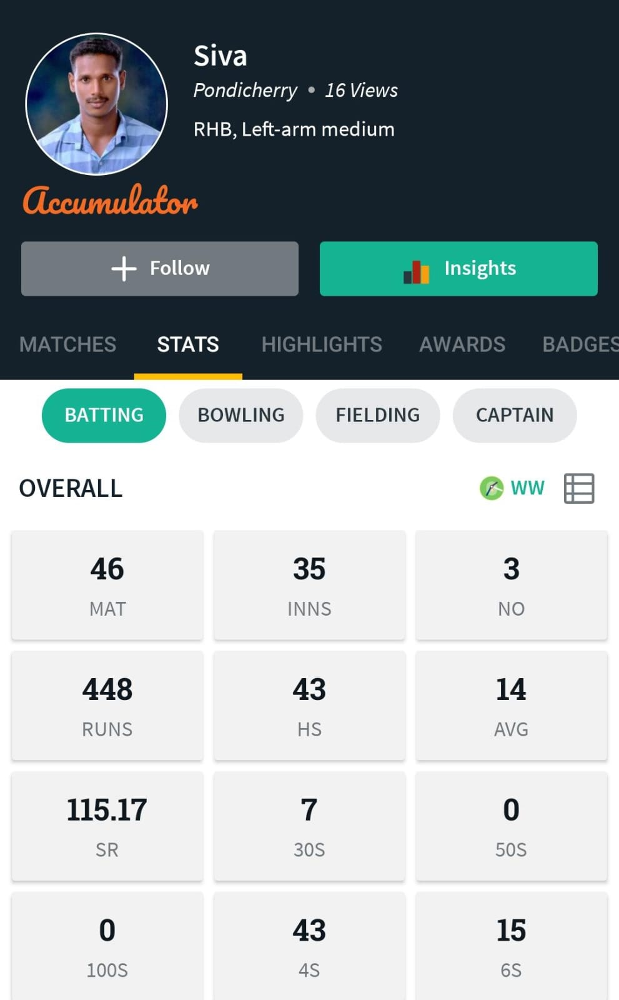 Siva
Pondicherry • 16 Views
RHB, Left-arm medium
Accumulator
Follow
Insights
MATCHES STATS HIGHLIGHTS AWARDS BADGES
BATTING BOWLING FIELDING CAPTAIN
OVERALL WW
46 35 3
MAT INNS NO
448 43 14
RUNS HS AVG
115.17 7 0
SR 30S 50S
0 43 15
100S 4S 6S